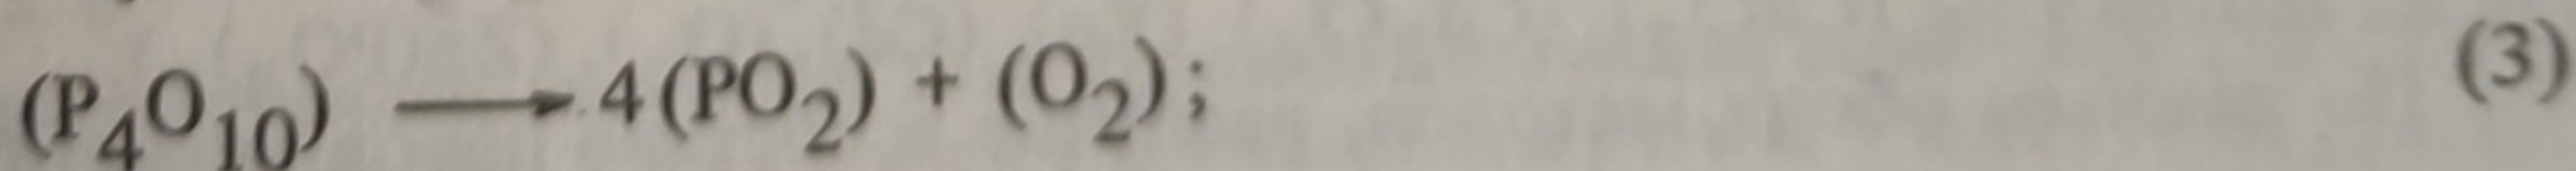 (P₄O₁₀) ⟶ 4(PO₂) + (O₂); (3)